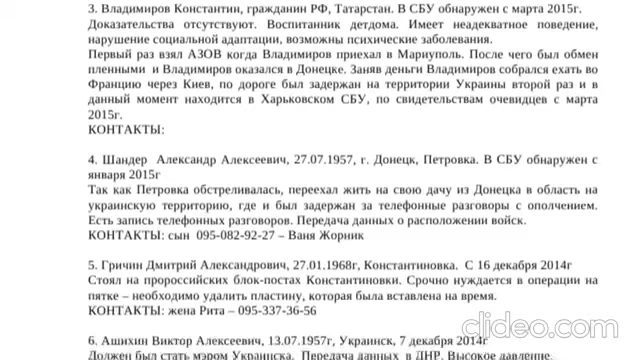 3. Владимиров Константин, гражданин РФ, Татарстан. В СБУ обнаружен с марта 2015г.
Доказательства отсутствуют. Воспитанник детдома. Имеет неадекватное поведение,
нарушение социальной адаптации, возможны психические заболевания.
Первый раз взял АЗОВ когда Владимиров приехал в Мариуполь. После чего был обмен
пленными и Владимиров оказался в Донецке. Заняв деньги Владимиров собрался ехать во
Францию через Киев, по дороге был задержан на территории Украины второй раз и в
данный момент находится в Харьковском СБУ, по свидетельствам очевидцев с марта
2015г.
КОНТАКТЫ:
4. Шандер Александр Алексеевич, 27.07.1957, г. Донецк, Петровка. В СБУ обнаружен с
января 2015г
Так как Петровка обстреливалась, переехал жить на свою дачу из Донецка в область на
украинскую территорию, где и был задержан за телефонные разговоры с ополчением.
Есть запись телефонных разговоров. Передача данных о расположении войск.
КОНТАКТЫ: сын 095-082-92-27 – Ваня Жорник
5. Гричин Дмитрий Александрович, 27.01.1968г, Константиновка. С 16 декабря 2014г
Стоял на пророссийских блок-постах Константиновки. Срочно нуждается в операции на
пятке – необходимо удалить пластину, которая была вставлена на время.
КОНТАКТЫ: жена Рита – 095-337-36-56
6. Ашихин Виктор Алексеевич, 13.07.1957г, Украинск, 7 декабря 2014г
Должен был стать мэром Украинска. Передача данных в ДНР. Высокое давление.
clideo.com